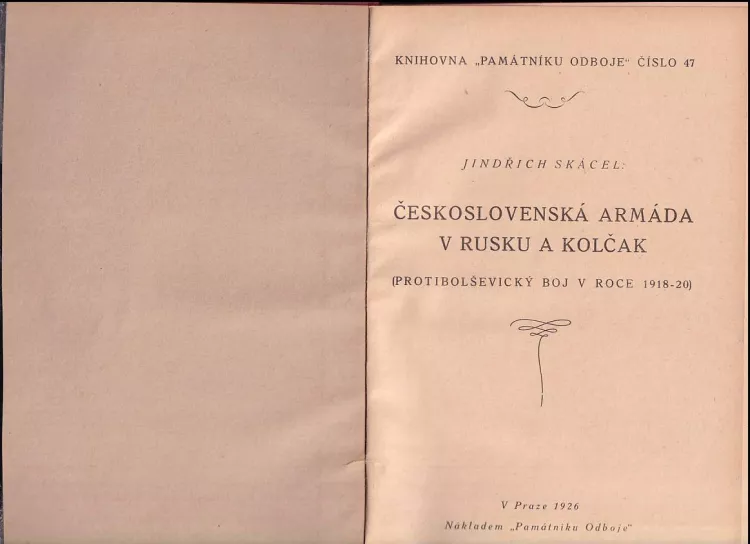 KNIHOVNA „PAMÁTNÍKU ODBOJE“ ČÍSLO 47
JINDŘICH SKÁCEL:
ČESKOSLOVENSKÁ ARMÁDA
V RUSKU A KOLČAK
(PROTIBOLŠEVICKÝ BOJ V ROCE 1918-20)
V Praze 1926
Nákladem „Památníku Odboje“